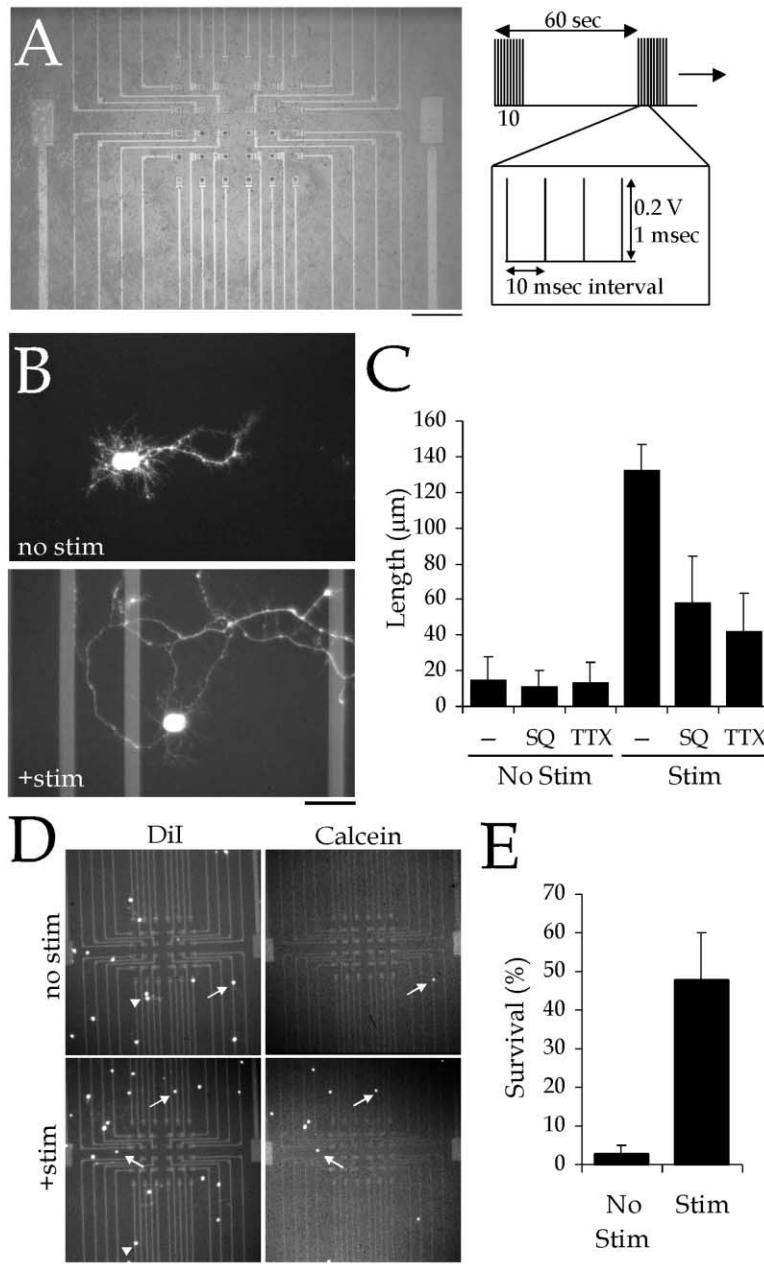 A
60 sec
10
0.2 V
1 msec
10 msec interval
B
no stim
+stim
C
160
140
120
100
80
60
40
20
0
Length (μm)
– SQ TTX – SQ TTX
No Stim Stim
D
DiI Calcein
no stim
+stim
E
70
60
50
40
30
20
10
0
Survival (%)
No Stim
Stim